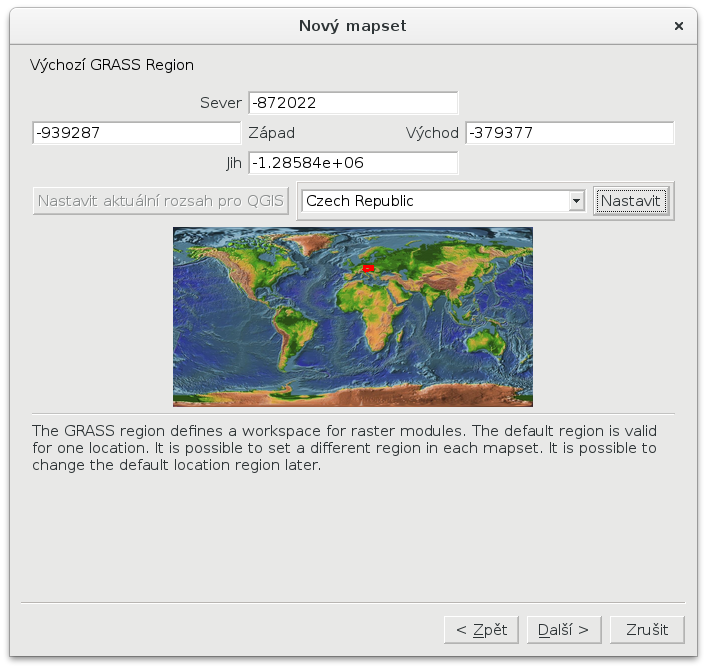 Nový mapset
Výchozí GRASS Region
Sever -872022
-939287 Západ Východ -379377
Jih -1.28584e+06
Nastavit aktuální rozsah pro QGIS Czech Republic Nastavit
The GRASS region defines a workspace for raster modules. The default region is valid
for one location. It is possible to set a different region in each mapset. It is possible to
change the default location region later.
< Zpět Další > Zrušit